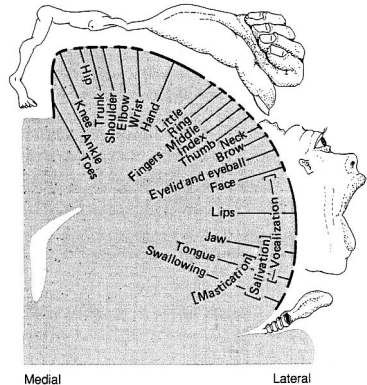 Toes
Ankle
Knee
Hip
Trunk
Shoulder
Elbow
Wrist
Hand
Fingers
Little
Ring
Middle
Index
Thumb
Neck
Brow
Eyelid and eyeball
Face
Lips
Jaw
Tongue
Swallowing
[Mastication]
[Salivation]
[Vocalization]
Medial
Lateral